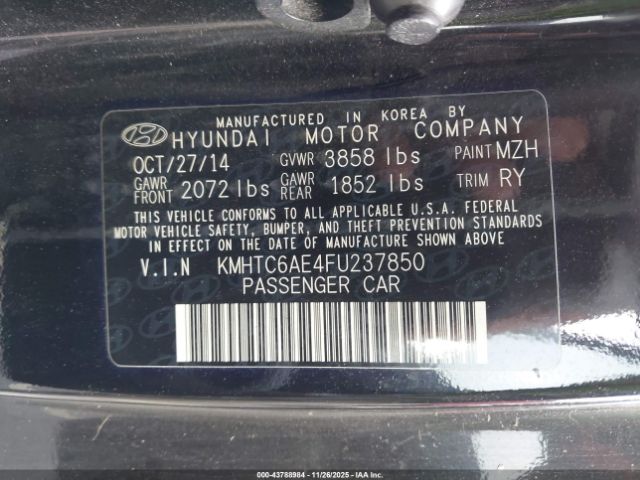 MANUFACTURED IN KOREA BY
HYUNDAI MOTOR COMPANY
OCT/27/14 GVWR 3858 lbs PAINT MZH
GAWR FRONT 2072 lbs GAWR REAR 1852 lbs TRIM RY
THIS VEHICLE CONFORMS TO ALL APPLICABLE U.S.A. FEDERAL
MOTOR VEHICLE SAFETY, BUMPER, AND THEFT PREVENTION STANDARDS
IN EFFECT ON THE DATE OF MANUFACTURE SHOWN ABOVE
V.I.N KMHTC6AE4FU237850
PASSENGER CAR
000-43788984 - 11/26/2025 - IAA Inc.